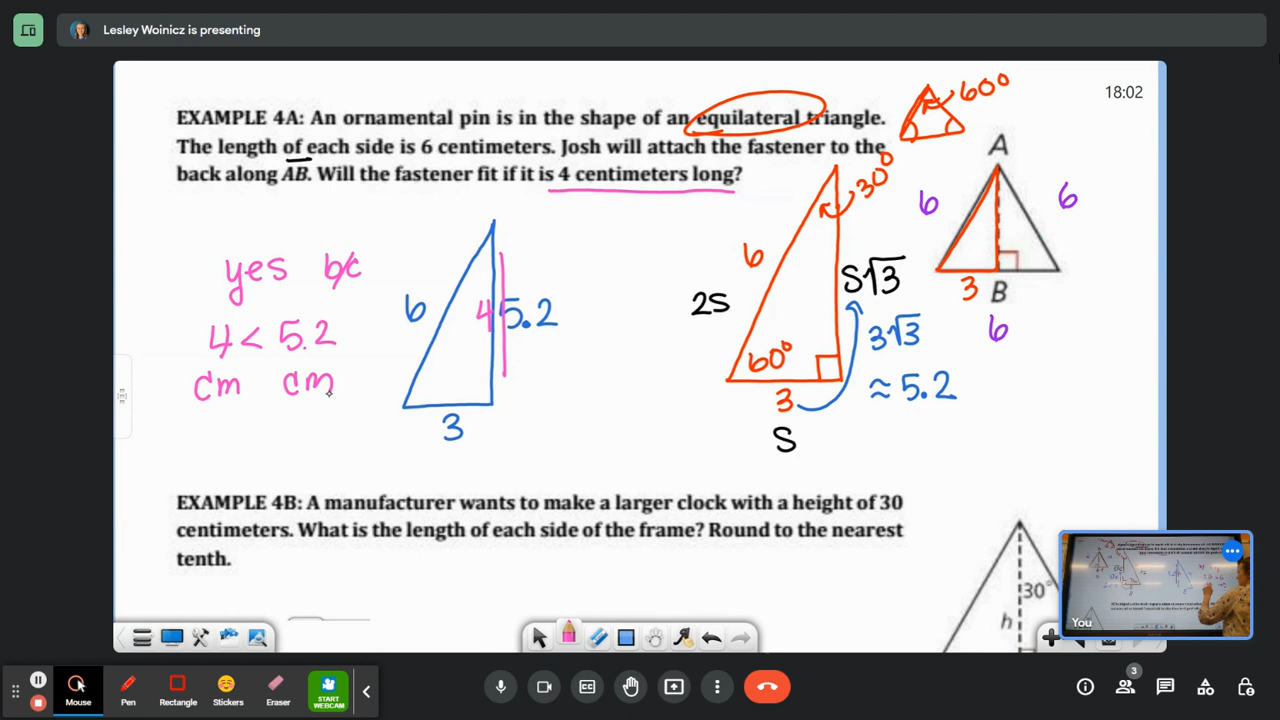 Lesley Woinicz is presenting
18:02
EXAMPLE 4A: An ornamental pin is in the shape of an equilateral triangle.
The length of each side is 6 centimeters. Josh will attach the fastener to the
back along AB. Will the fastener fit if it is 4 centimeters long?
60°
A
6
6
3
B
6
30°
6
2S
S√3
60°
3√3
3
≈ 5.2
S
6
4
5.2
3
yes b/c
4 < 5.2
cm cm
EXAMPLE 4B: A manufacturer wants to make a larger clock with a height of 30
centimeters. What is the length of each side of the frame? Round to the nearest
tenth.
30°
h
You
Mouse
Pen
Rectangle
Stickers
Eraser
START
WEBCAM
CC
3